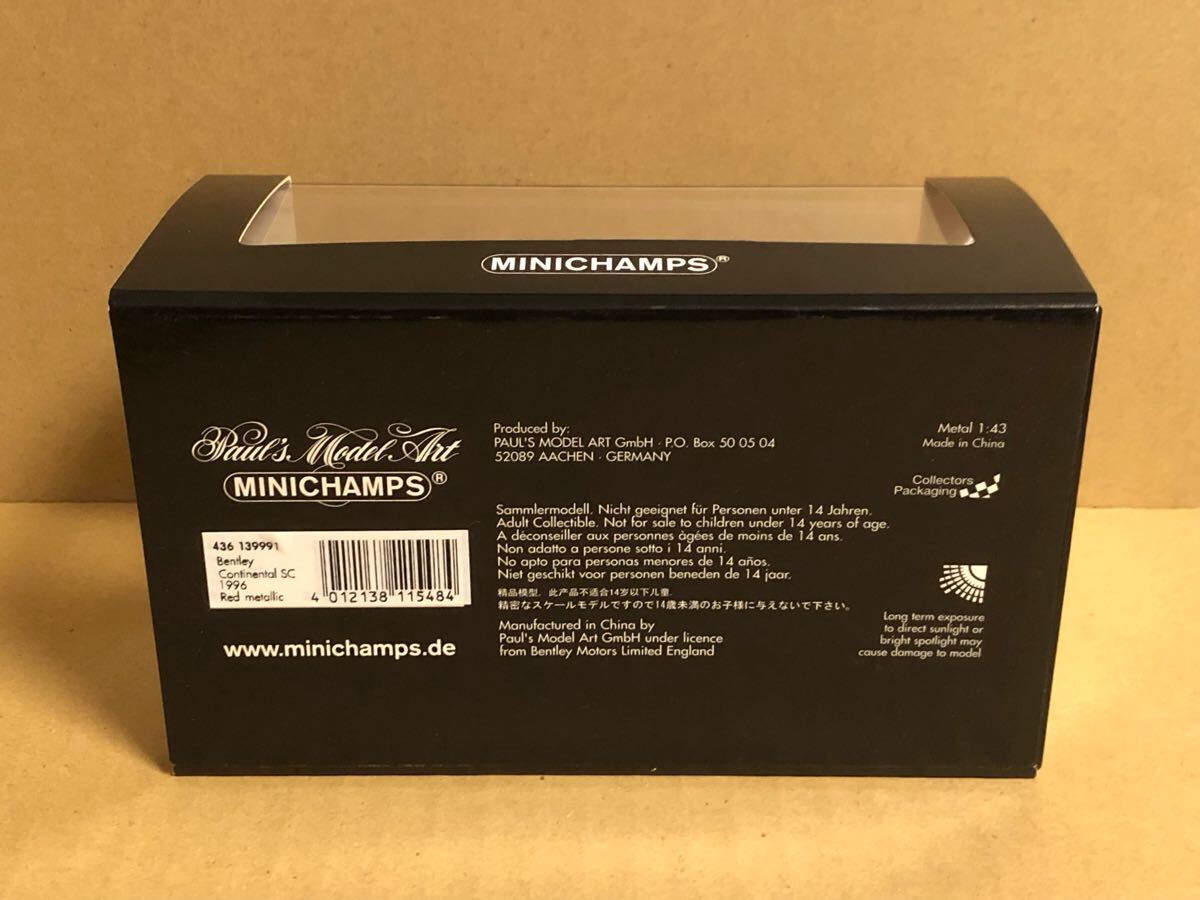 MINICHAMPS®
Paul's Model Art
MINICHAMPS®
436 139991
Bentley
Continental SC
1996
Red metallic
4 012138 115484
www.minichamps.de
Produced by:
PAUL'S MODEL ART GmbH · P.O. Box 50 05 04
52089 AACHEN · GERMANY
Sammlermodell. Nicht geeignet für Personen unter 14 Jahren.
Adult Collectible. Not for sale to children under 14 years of age.
A déconseiller aux personnes âgées de moins de 14 ans.
Non adatto a persone sotto i 14 anni.
No apto para personas menores de 14 años.
Niet geschikt voor personen beneden de 14 jaar.
精品模型．此产品不适合14岁以下儿童．
精密なスケールモデルですので14歳未満のお子様に与えないで下さい。
Manufactured in China by
Paul's Model Art GmbH under licence
from Bentley Motors Limited England
Metal 1:43
Made in China
Collectors
Packaging
Long term exposure
to direct sunlight or
bright spotlight may
cause damage to model